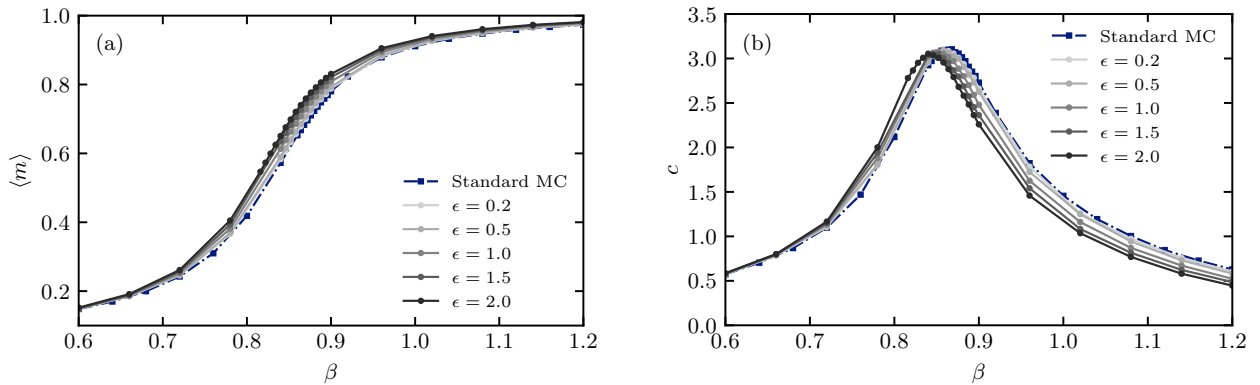 (a)
1.0
0.8
0.6
0.4
0.2
⟨m⟩
Standard MC
ϵ = 0.2
ϵ = 0.5
ϵ = 1.0
ϵ = 1.5
ϵ = 2.0
0.6 0.7 0.8 0.9 1.0 1.1 1.2
β
(b)
3.5
3.0
2.5
2.0
1.5
1.0
0.5
0.0
c
Standard MC
ϵ = 0.2
ϵ = 0.5
ϵ = 1.0
ϵ = 1.5
ϵ = 2.0
0.6 0.7 0.8 0.9 1.0 1.1 1.2
β